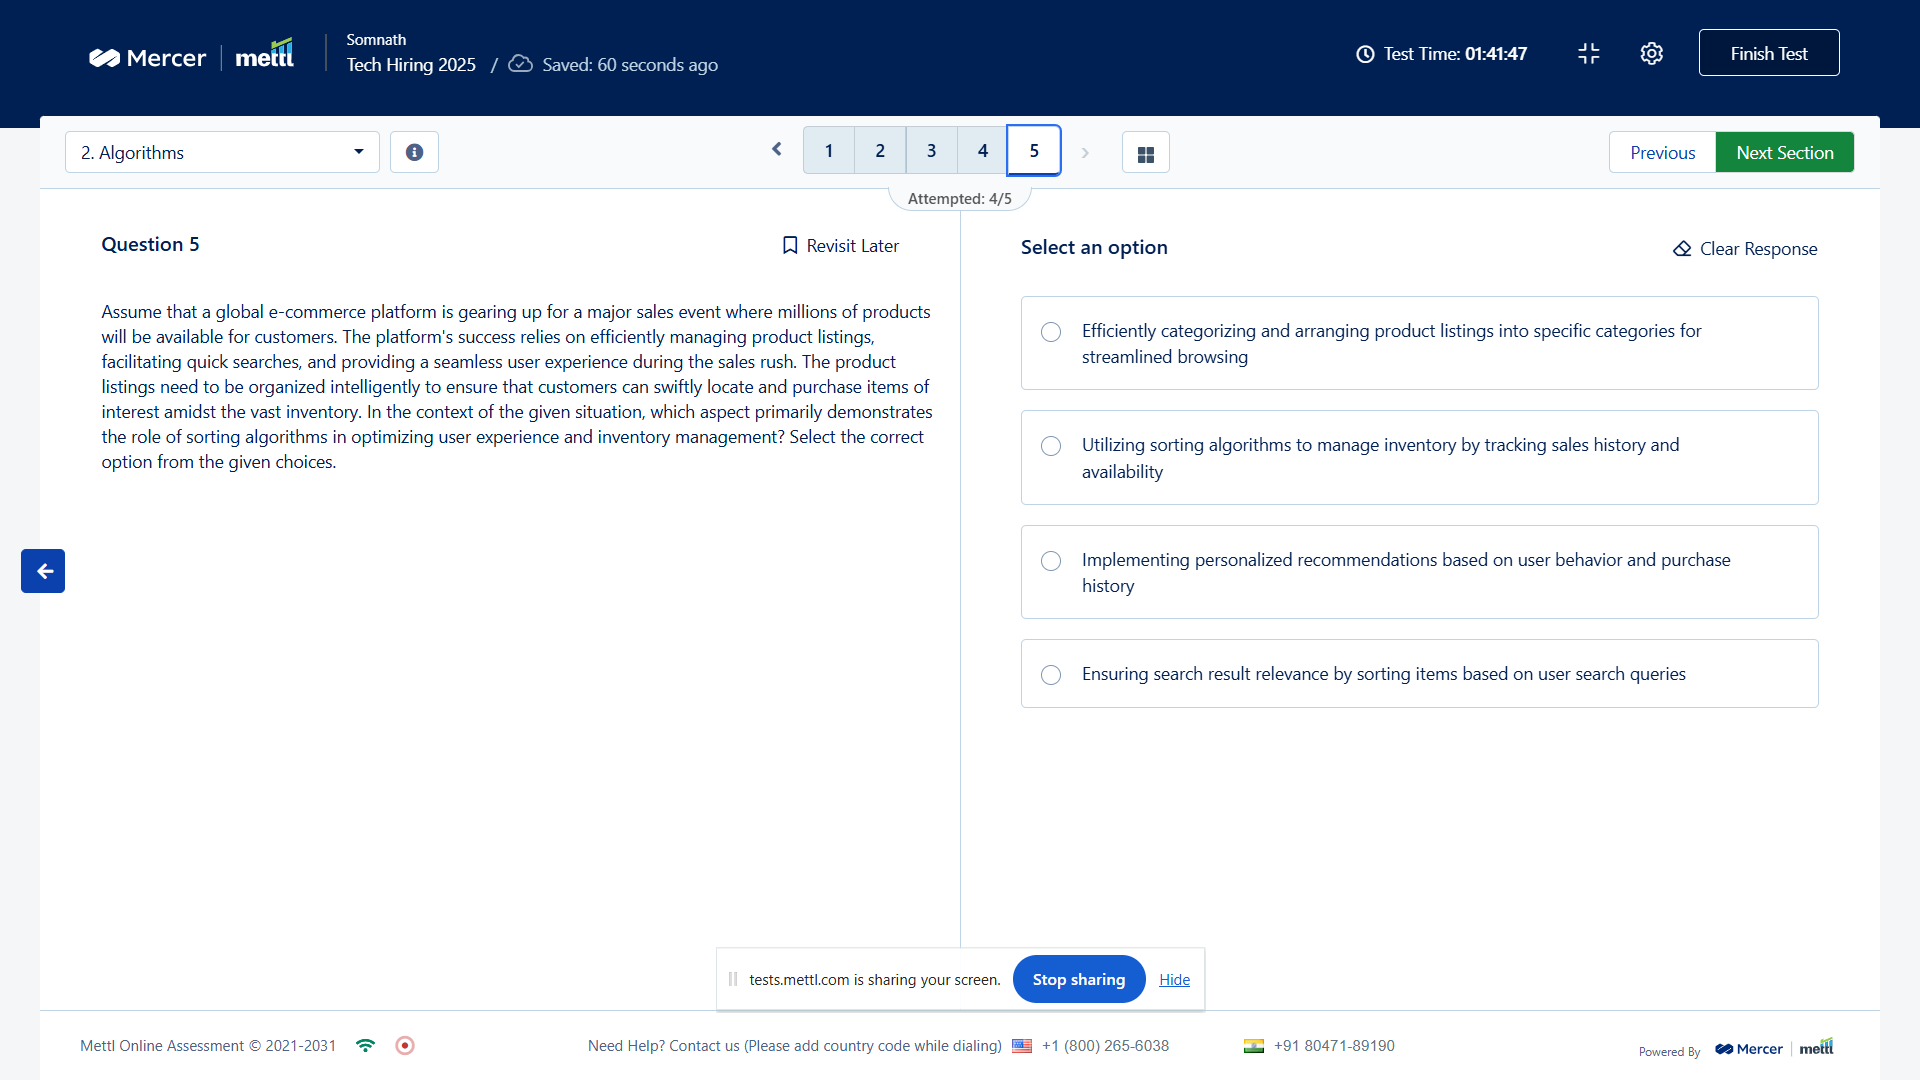 Mercer
mettl
Somnath
Tech Hiring 2025 / Saved: 60 seconds ago
Test Time: 01:41:47
Finish Test
2. Algorithms
1 2 3 4 5
Attempted: 4/5
Previous
Next Section
Question 5
Revisit Later
Assume that a global e-commerce platform is gearing up for a major sales event where millions of products
will be available for customers. The platform's success relies on efficiently managing product listings,
facilitating quick searches, and providing a seamless user experience during the sales rush. The product
listings need to be organized intelligently to ensure that customers can swiftly locate and purchase items of
interest amidst the vast inventory. In the context of the given situation, which aspect primarily demonstrates
the role of sorting algorithms in optimizing user experience and inventory management? Select the correct
option from the given choices.
Select an option
Clear Response
Efficiently categorizing and arranging product listings into specific categories for
streamlined browsing
Utilizing sorting algorithms to manage inventory by tracking sales history and
availability
Implementing personalized recommendations based on user behavior and purchase
history
Ensuring search result relevance by sorting items based on user search queries
tests.mettl.com is sharing your screen.
Stop sharing
Hide
Mettl Online Assessment © 2021-2031
Need Help? Contact us (Please add country code while dialing)
+1 (800) 265-6038
+91 80471-89190
Powered By
Mercer
mettl